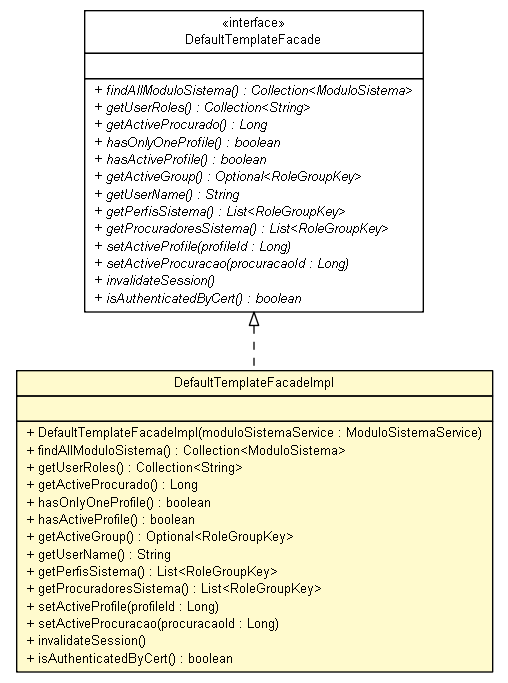 «interface»
DefaultTemplateFacade
+ findAllModuloSistema() : Collection<ModuloSistema>
+ getUserRoles() : Collection<String>
+ getActiveProcurado() : Long
+ hasOnlyOneProfile() : boolean
+ hasActiveProfile() : boolean
+ getActiveGroup() : Optional<RoleGroupKey>
+ getUserName() : String
+ getPerfisSistema() : List<RoleGroupKey>
+ getProcuradoresSistema() : List<RoleGroupKey>
+ setActiveProfile(profileId : Long)
+ setActiveProcuracao(procuracaoId : Long)
+ invalidateSession()
+ isAuthenticatedByCert() : boolean
DefaultTemplateFacadeImpl
+ DefaultTemplateFacadeImpl(moduloSistemaService : ModuloSistemaService)
+ findAllModuloSistema() : Collection<ModuloSistema>
+ getUserRoles() : Collection<String>
+ getActiveProcurado() : Long
+ hasOnlyOneProfile() : boolean
+ hasActiveProfile() : boolean
+ getActiveGroup() : Optional<RoleGroupKey>
+ getUserName() : String
+ getPerfisSistema() : List<RoleGroupKey>
+ getProcuradoresSistema() : List<RoleGroupKey>
+ setActiveProfile(profileId : Long)
+ setActiveProcuracao(procuracaoId : Long)
+ invalidateSession()
+ isAuthenticatedByCert() : boolean